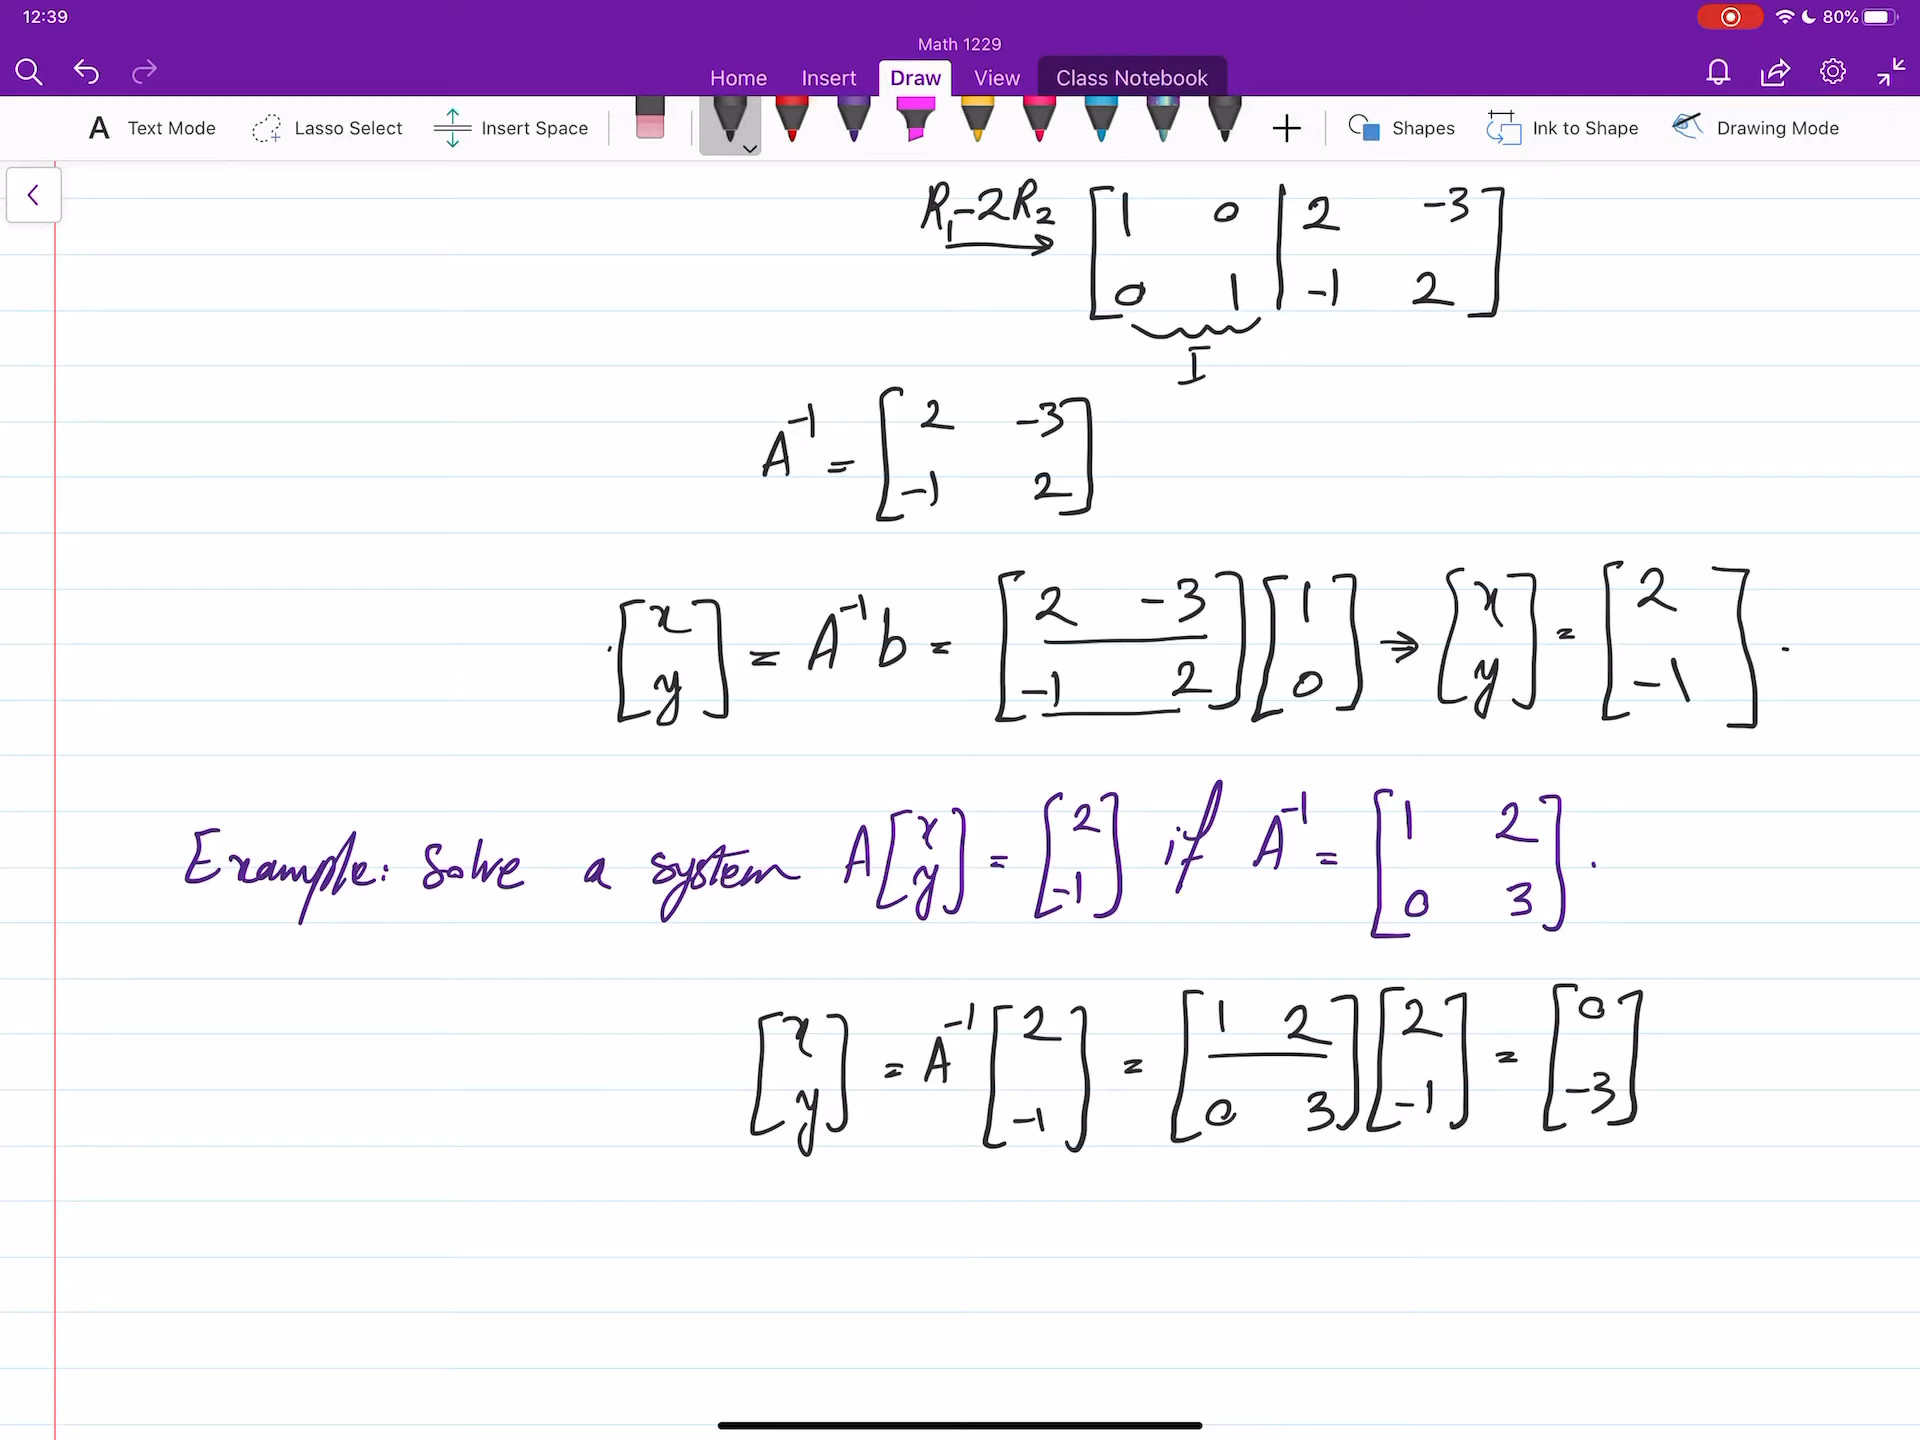 12:39
80%
Math 1229
Home Insert Draw View Class Notebook
A Text Mode Lasso Select Insert Space Shapes Ink to Shape Drawing Mode
R₁-2R₂ → [1 0 | 2 -3
0 1 | -1 2]
I
A⁻¹ = [2 -3
-1 2]
[x
y] = A⁻¹b = [2 -3
-1 2] [1
0] ⇒ [x
y] = [2
-1].
Example: Solve a system A[x
y] = [2
-1] if A⁻¹ = [1 2
0 3].
[x
y] = A⁻¹[2
-1] = [1 2
0 3] [2
-1] = [0
-3]